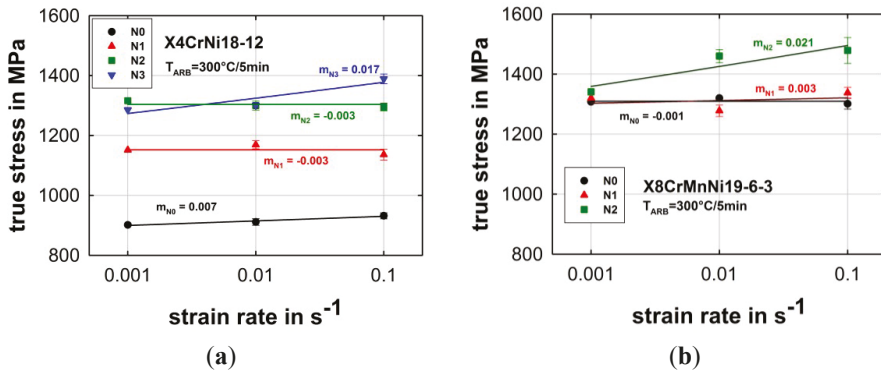 1600
1400
1200
1000
800
true stress in MPa
N0
N1
N2
N3
X4CrNi18-12
T_ARB=300°C/5min
m_N3 = 0.017
m_N2 = -0.003
m_N1 = -0.003
m_N0 = 0.007
0.001 0.01 0.1
strain rate in s⁻¹
(a)
1600
1400
1200
1000
800
true stress in MPa
m_N2 = 0.021
m_N1 = 0.003
m_N0 = -0.001
X8CrMnNi19-6-3
N0
N1
N2
T_ARB=300°C/5min
0.001 0.01 0.1
strain rate in s⁻¹
(b)